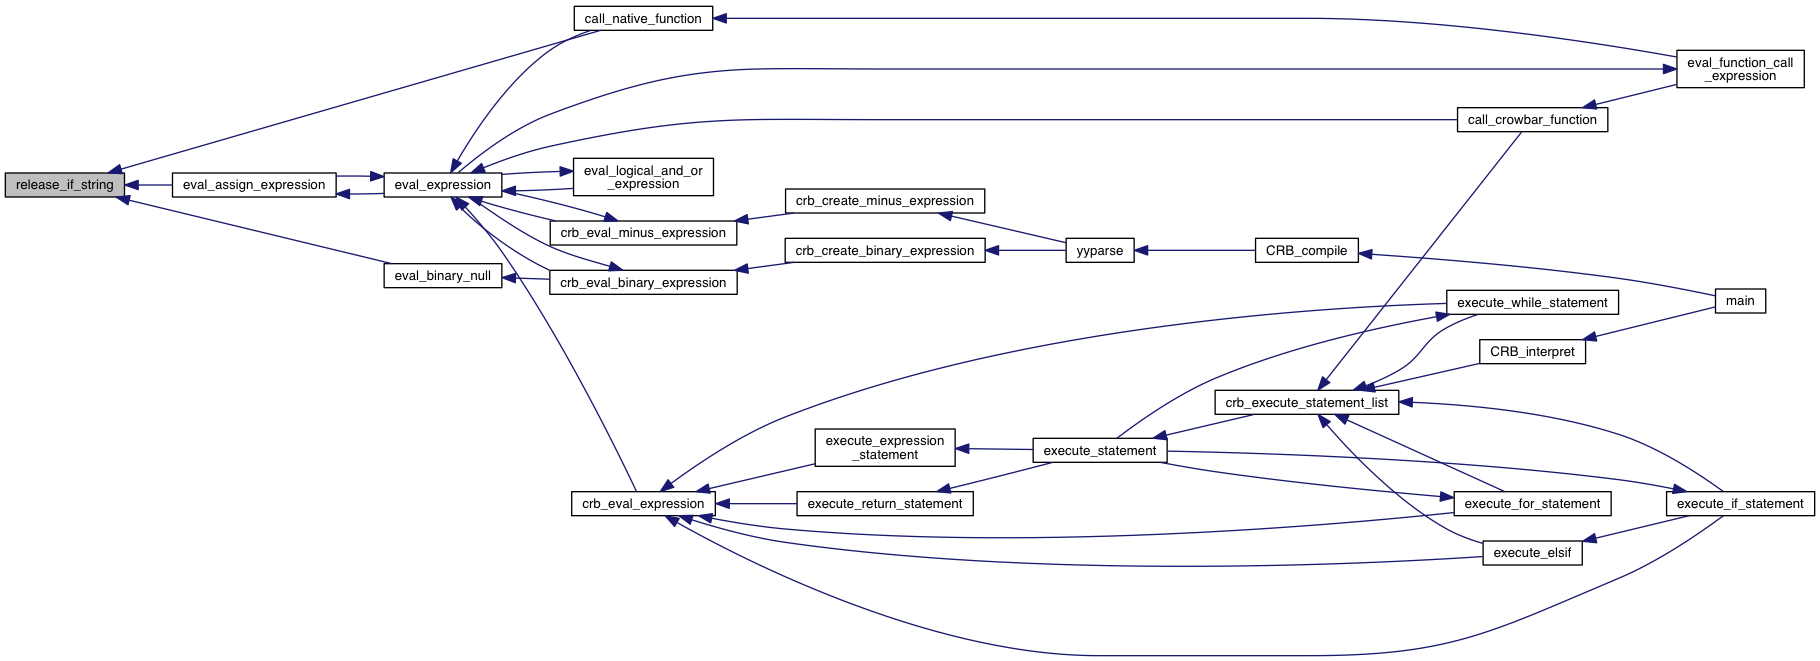 call_native_function
eval_function_call
_expression
call_crowbar_function
release_if_string
eval_assign_expression
eval_expression
eval_logical_and_or
_expression
crb_create_minus_expression
crb_eval_minus_expression
crb_create_binary_expression
yyparse
CRB_compile
eval_binary_null
crb_eval_binary_expression
execute_while_statement
main
CRB_interpret
crb_execute_statement_list
execute_expression
_statement
execute_statement
crb_eval_expression
execute_return_statement
execute_for_statement
execute_if_statement
execute_elsif